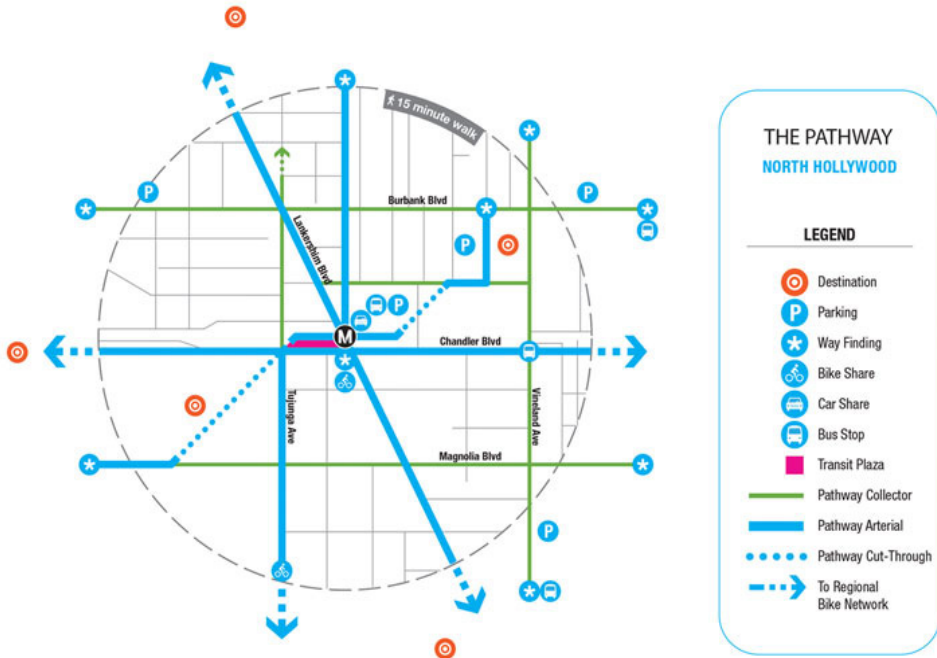 15 minute walk
Burbank Blvd
Lankershim Blvd
P
P
P
P
M
Chandler Blvd
Tujunga Ave
Vineland Ave
Magnolia Blvd
P
THE PATHWAY
NORTH HOLLYWOOD
LEGEND
Destination
P Parking
Way Finding
Bike Share
Car Share
Bus Stop
Transit Plaza
Pathway Collector
Pathway Arterial
Pathway Cut-Through
To Regional
Bike Network